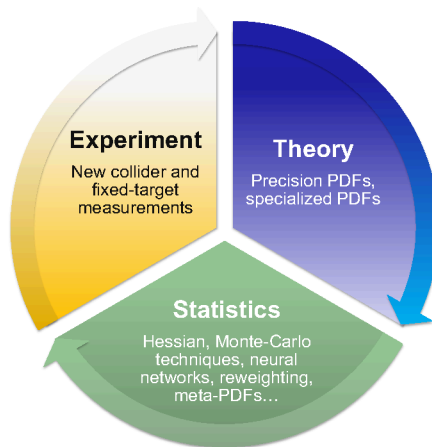 Experiment
New collider and
fixed-target
measurements
Theory
Precision PDFs,
specialized PDFs
Statistics
Hessian, Monte-Carlo
techniques, neural
networks, reweighting,
meta-PDFs...